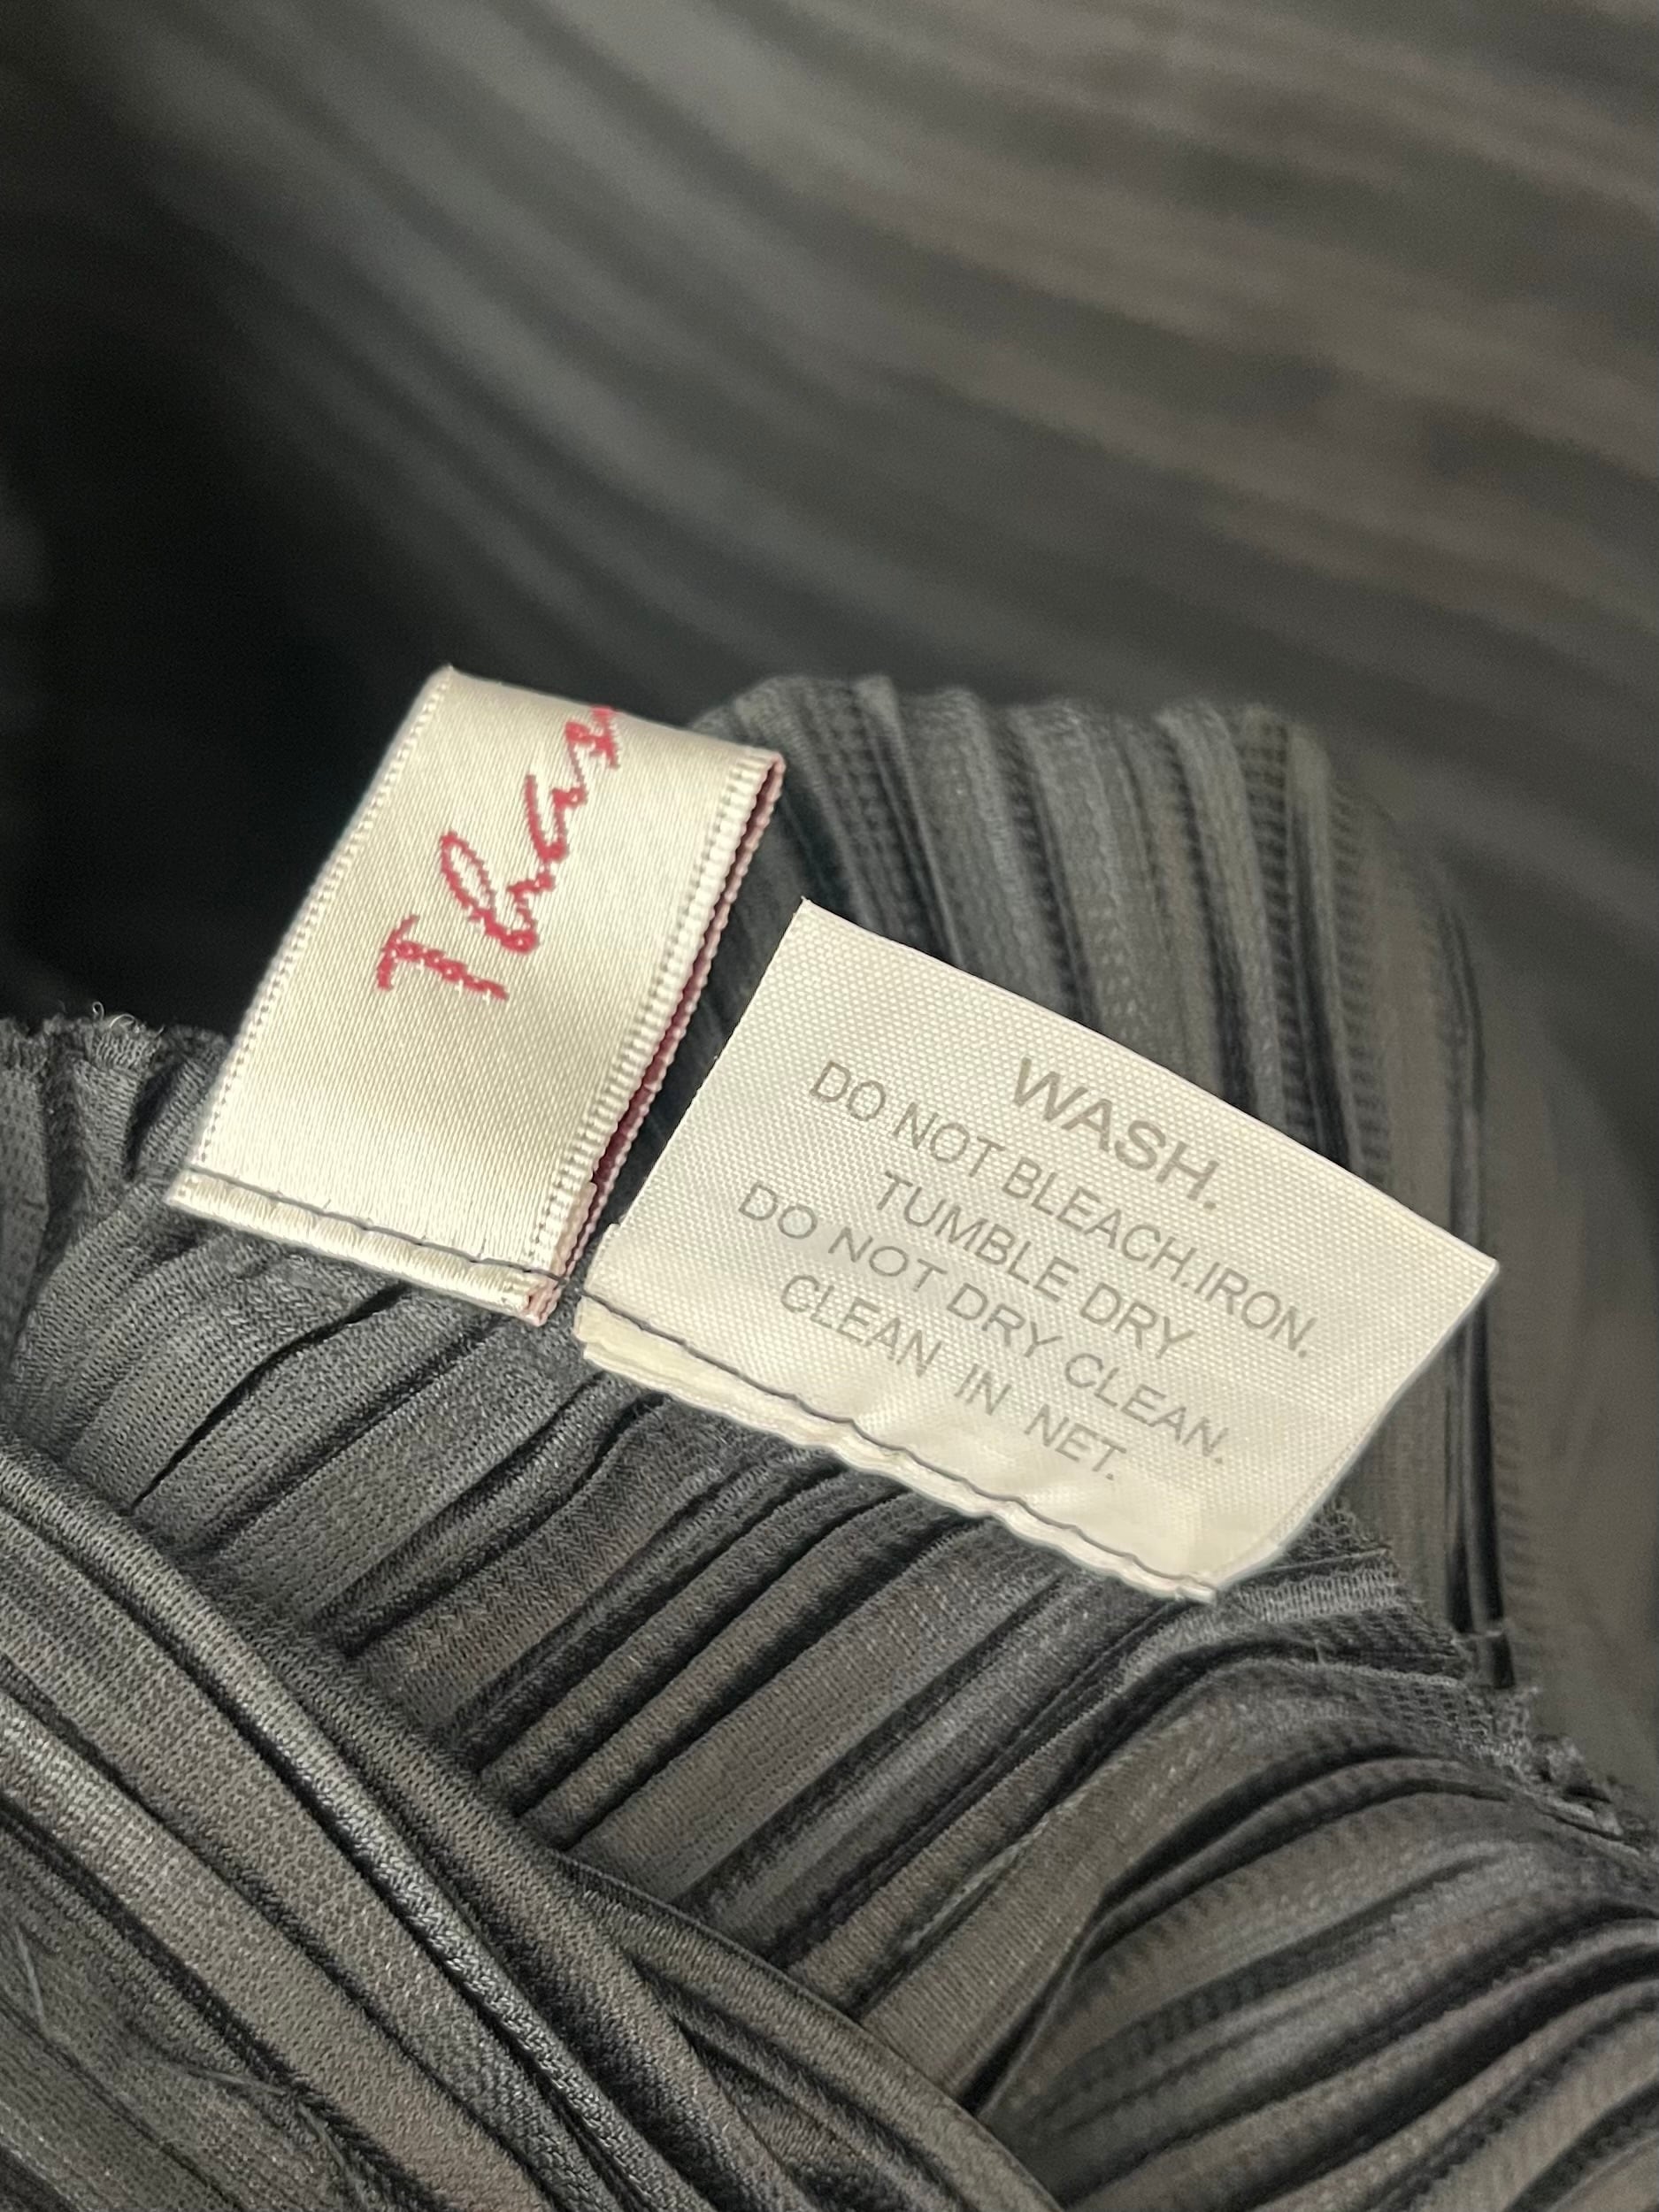 WASH.
DO NOT BLEACH.IRON.
TUMBLE DRY
DO NOT DRY CLEAN.
CLEAN IN NET.